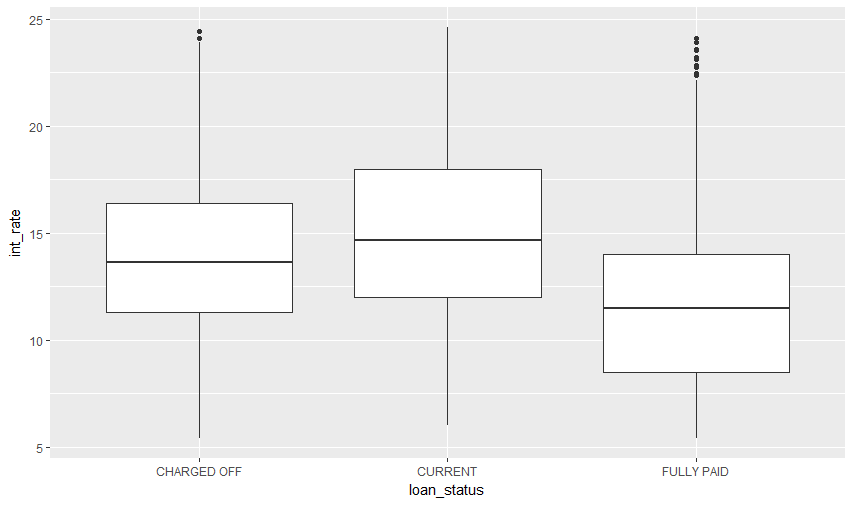 25
20
15
10
5
int_rate
CHARGED OFF
CURRENT
FULLY PAID
loan_status